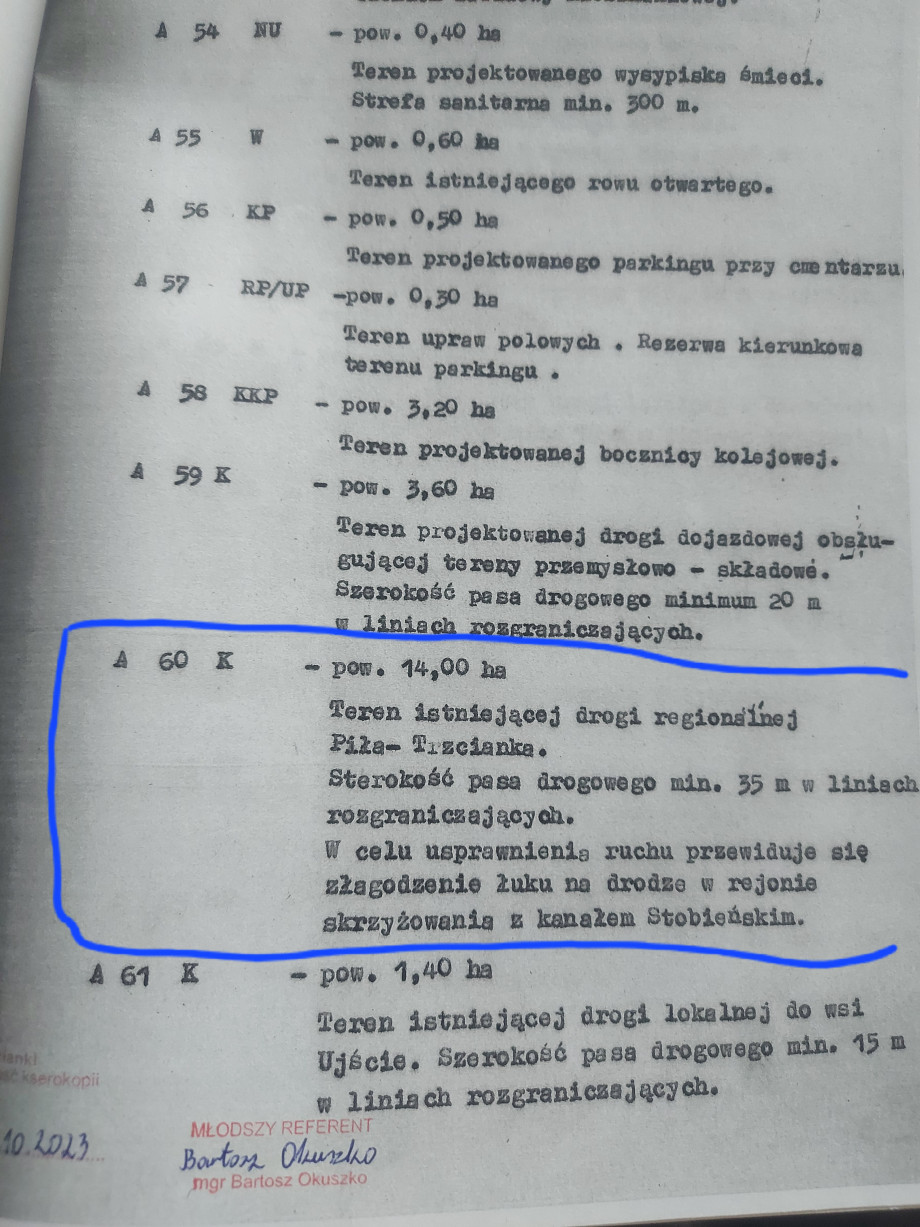 A 54 NU - pow. 0,40 ha
Teren projektowanego wysypiska śmieci.
Strefa sanitarna min. 300 m.
A 55 W - pow. 0,60 ha
Teren istniejącego rowu otwartego.
A 56 KP - pow. 0,50 ha
Teren projektowanego parkingu przy cmentarzu.
A 57 RP/UP -pow. 0,30 ha
Teren upraw polowych . Rezerwa kierunkowa
terenu parkingu .
A 58 KKP - pow. 3,20 ha
Teren projektowanej bocznicy kolejowej.
A 59 K - pow. 3,60 ha
Teren projektowanej drogi dojazdowej obsłu-
gującej tereny przemysłowo - składowe.
Szerokość pasa drogowego minimum 20 m
w liniach rozgraniczających.
A 60 K - pow. 14,00 ha
Teren istniejącej drogi regionalnej
Piła- Trzcianka.
Sterokość pasa drogowego min. 35 m w liniach
rozgraniczających.
W celu usprawnienia ruchu przewiduje się
złagodzenie łuku na drodze w rejonie
skrzyżowania z kanałem Stobieńskim.
A 61 K - pow. 1,40 ha
Teren istniejącej drogi lokalnej do wsi
Ujście. Szerokość pasa drogowego min. 15 m
w liniach rozgraniczających.
kserokopii
10.2023
MŁODSZY REFERENT
Bartosz Okuszko
mgr Bartosz Okuszko